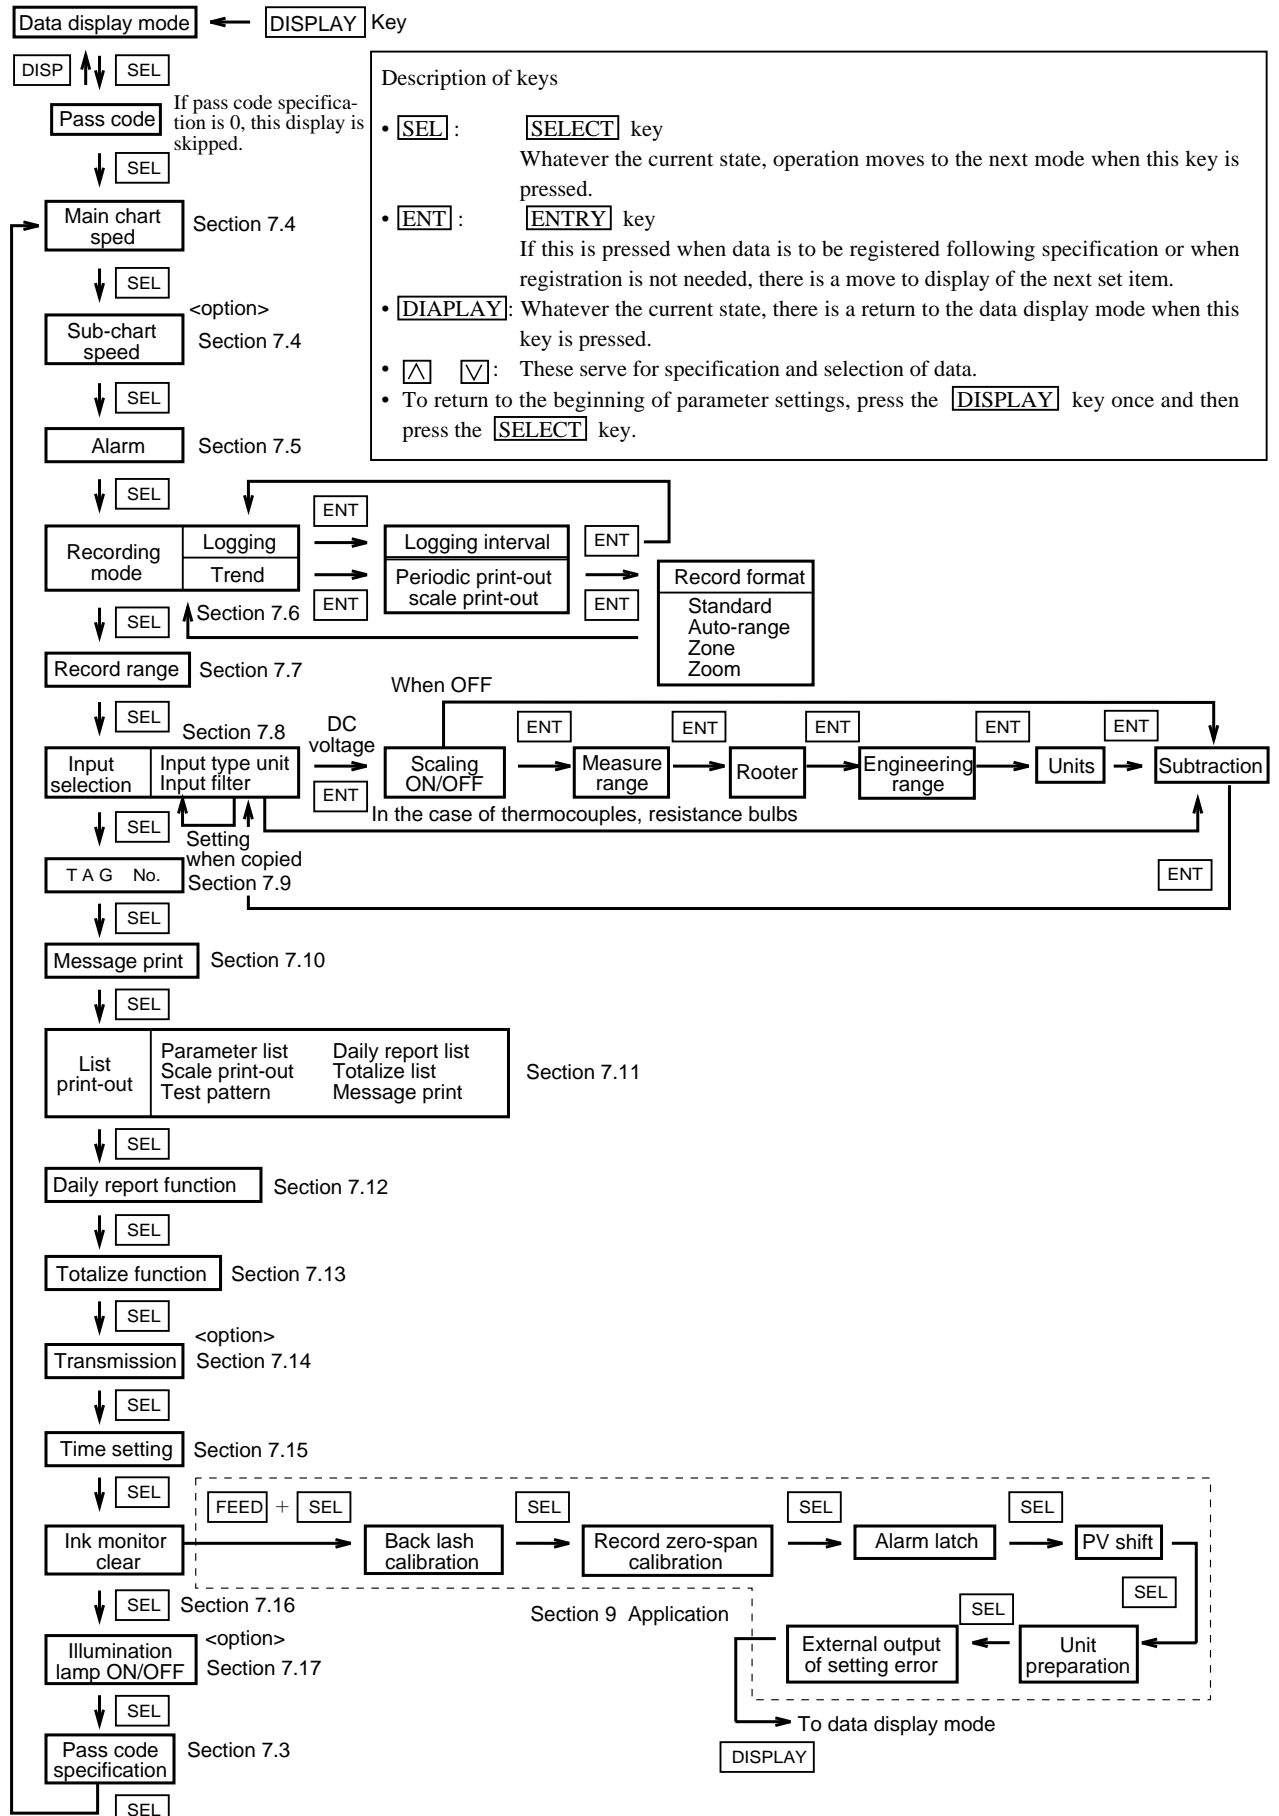 Data display mode
DISPLAY Key
DISP
SEL
Pass code
If pass code specifica-
tion is 0, this display is
skipped.
Description of keys
• SEL : SELECT key
Whatever the current state, operation moves to the next mode when this key is
pressed.
• ENT : ENTRY key
If this is pressed when data is to be registered following specification or when
registration is not needed, there is a move to display of the next set item.
• DIAPLAY: Whatever the current state, there is a return to the data display mode when this
key is pressed.
• : These serve for specification and selection of data.
• To return to the beginning of parameter settings, press the DISPLAY key once and then
press the SELECT key.
SEL
Main chart
sped
Section 7.4
SEL
<option>
Sub-chart
speed
Section 7.4
SEL
Alarm
Section 7.5
SEL
Recording
mode
Logging
Trend
ENT
ENT
Logging interval
Periodic print-out
scale print-out
ENT
ENT
Record format
Standard
Auto-range
Zone
Zoom
Section 7.6
SEL
Record range
Section 7.7
SEL
When OFF
Section 7.8
Input
selection
Input type unit
Input filter
DC
voltage
ENT
Scaling
ON/OFF
ENT
Measure
range
ENT
Rooter
ENT
Engineering
range
ENT
Units
ENT
Subtraction
In the case of thermocouples, resistance bulbs
SEL
Setting
when copied
ENT
TAG No.
Section 7.9
SEL
Message print
Section 7.10
SEL
List
print-out
Parameter list
Scale print-out
Test pattern
Daily report list
Totalize list
Message print
Section 7.11
SEL
Daily report function
Section 7.12
SEL
Totalize function
Section 7.13
SEL
<option>
Transmission
Section 7.14
SEL
Time setting
Section 7.15
SEL
FEED + SEL
SEL
SEL
SEL
Ink monitor
clear
Back lash
calibration
Record zero-span
calibration
Alarm latch
PV shift
SEL
SEL
Section 7.16
Section 9 Application
SEL
Illumination
lamp ON/OFF
<option>
Section 7.17
External output
of setting error
Unit
preparation
SEL
To data display mode
DISPLAY
Pass code
specification
Section 7.3
SEL